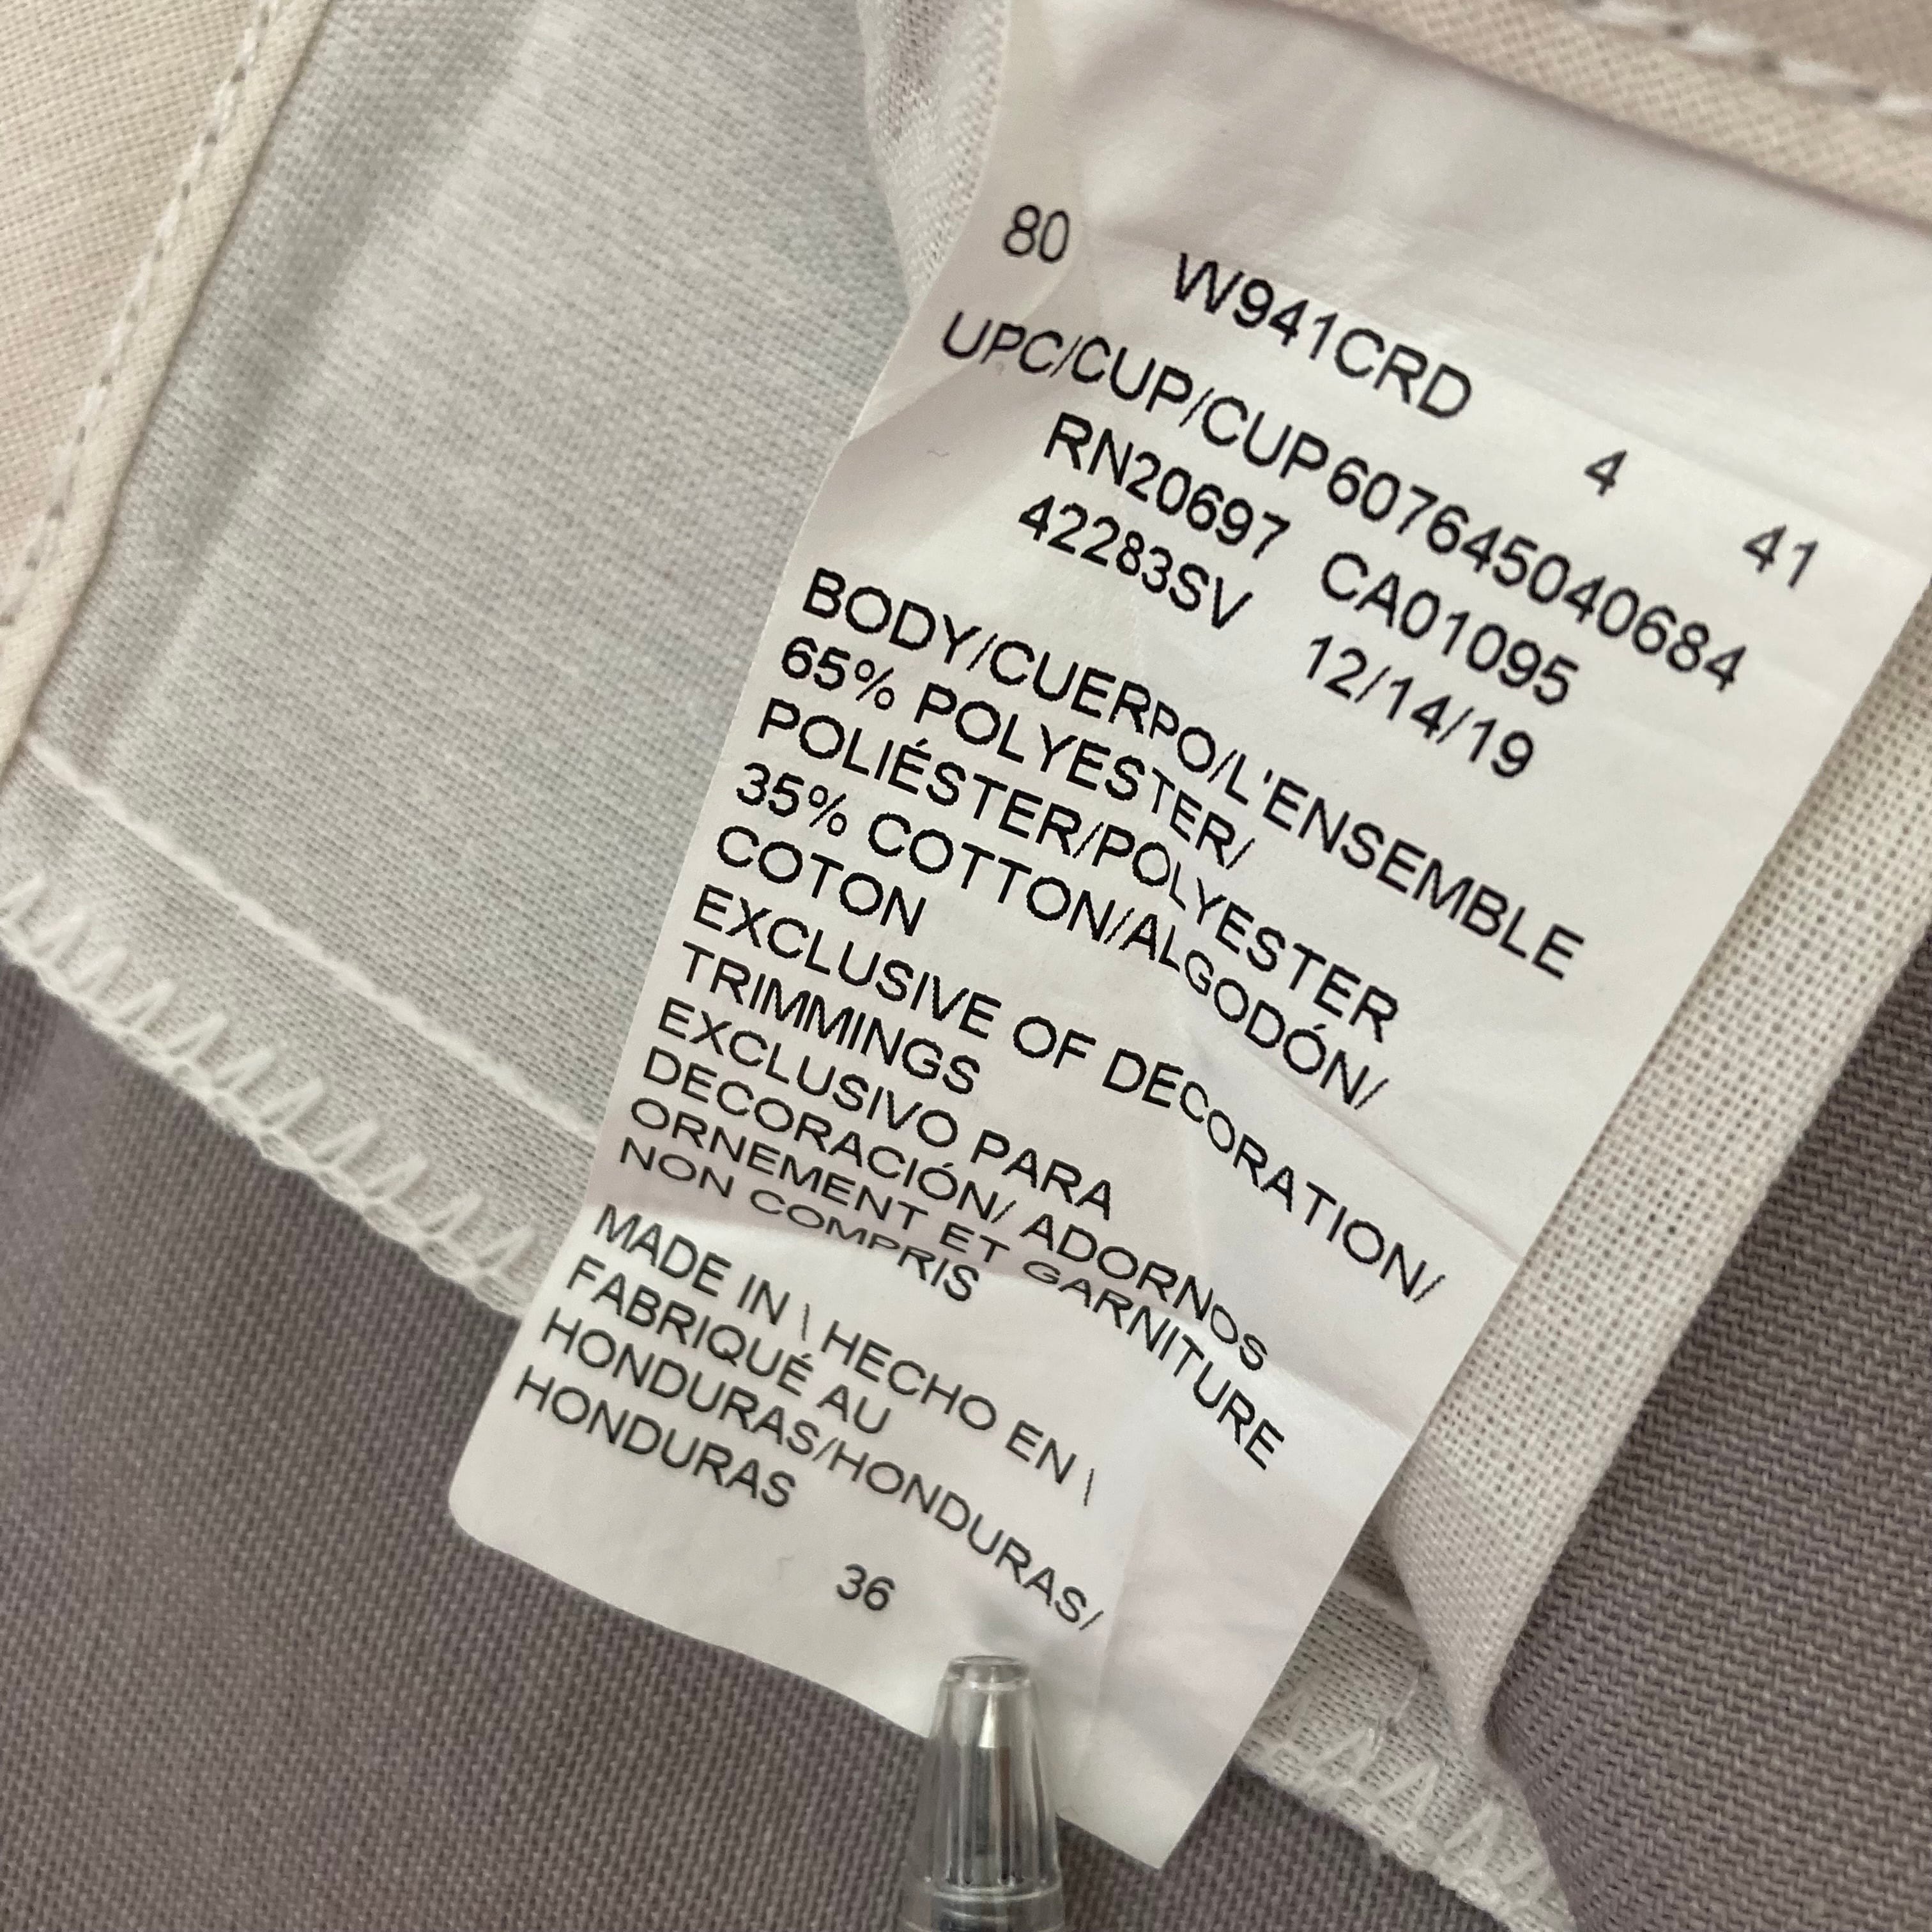 80 W941CRD 4 41
UPC/CUP/CUP607645040684
RN20697 CA01095
42283SV 12/14/19
BODY/CUERPO/L'ENSEMBLE
65% POLYESTER/
POLIÉSTER/POLYESTER
35% COTTON/ALGODÓN/
COTON
EXCLUSIVE OF DECORATION/
TRIMMINGS
EXCLUSIVO PARA
DECORACIÓN/ ADORNOS
ORNEMENT ET GARNITURE
NON COMPRIS
MADE IN \ HECHO EN \
FABRIQUÉ AU
HONDURAS/HONDURAS/
HONDURAS
36